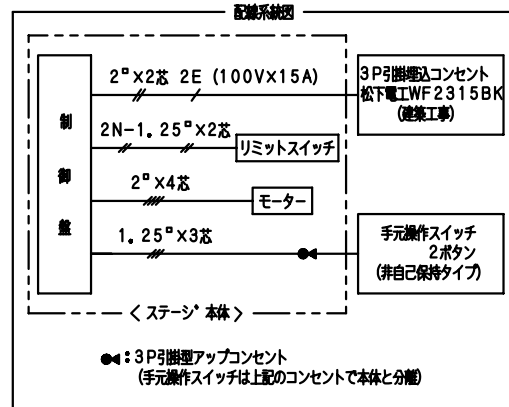 配線系統図
2□×2芯 2E (100V×15A)
3P引掛埋込コンセント
松下電工WF2315BK
(建築工事)
制
御
盤
2N-1.25□×2芯
リミットスイッチ
2□×4芯
モーター
1.25□×3芯
手元操作スイッチ
2ボタン
(非自己保持タイプ)
〈 ステージ本体 〉
:3P引掛型アップコンセント
(手元操作スイッチは上記のコンセントで本体と分離)